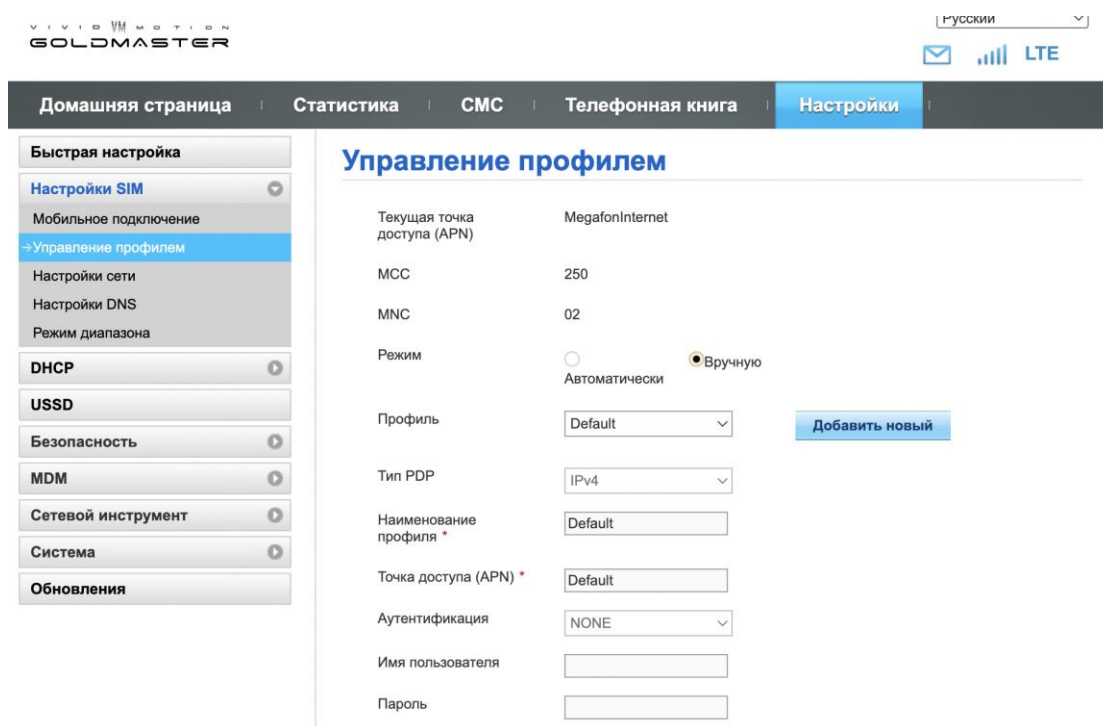 VIVID VM MOTION
GOLDMASTER
Русский
LTE
Домашняя страница
Статистика
СМС
Телефонная книга
Настройки
Быстрая настройка
Настройки SIM
Мобильное подключение
→Управление профилем
Настройки сети
Настройки DNS
Режим диапазона
DHCP
USSD
Безопасность
MDM
Сетевой инструмент
Система
Обновления
Управление профилем
Текущая точка
доступа (APN)
MegafonInternet
MCC
250
MNC
02
Режим
Автоматически
Вручную
Профиль
Default
Добавить новый
Тип PDP
IPv4
Наименование
профиля *
Default
Точка доступа (APN) *
Default
Аутентификация
NONE
Имя пользователя
Пароль